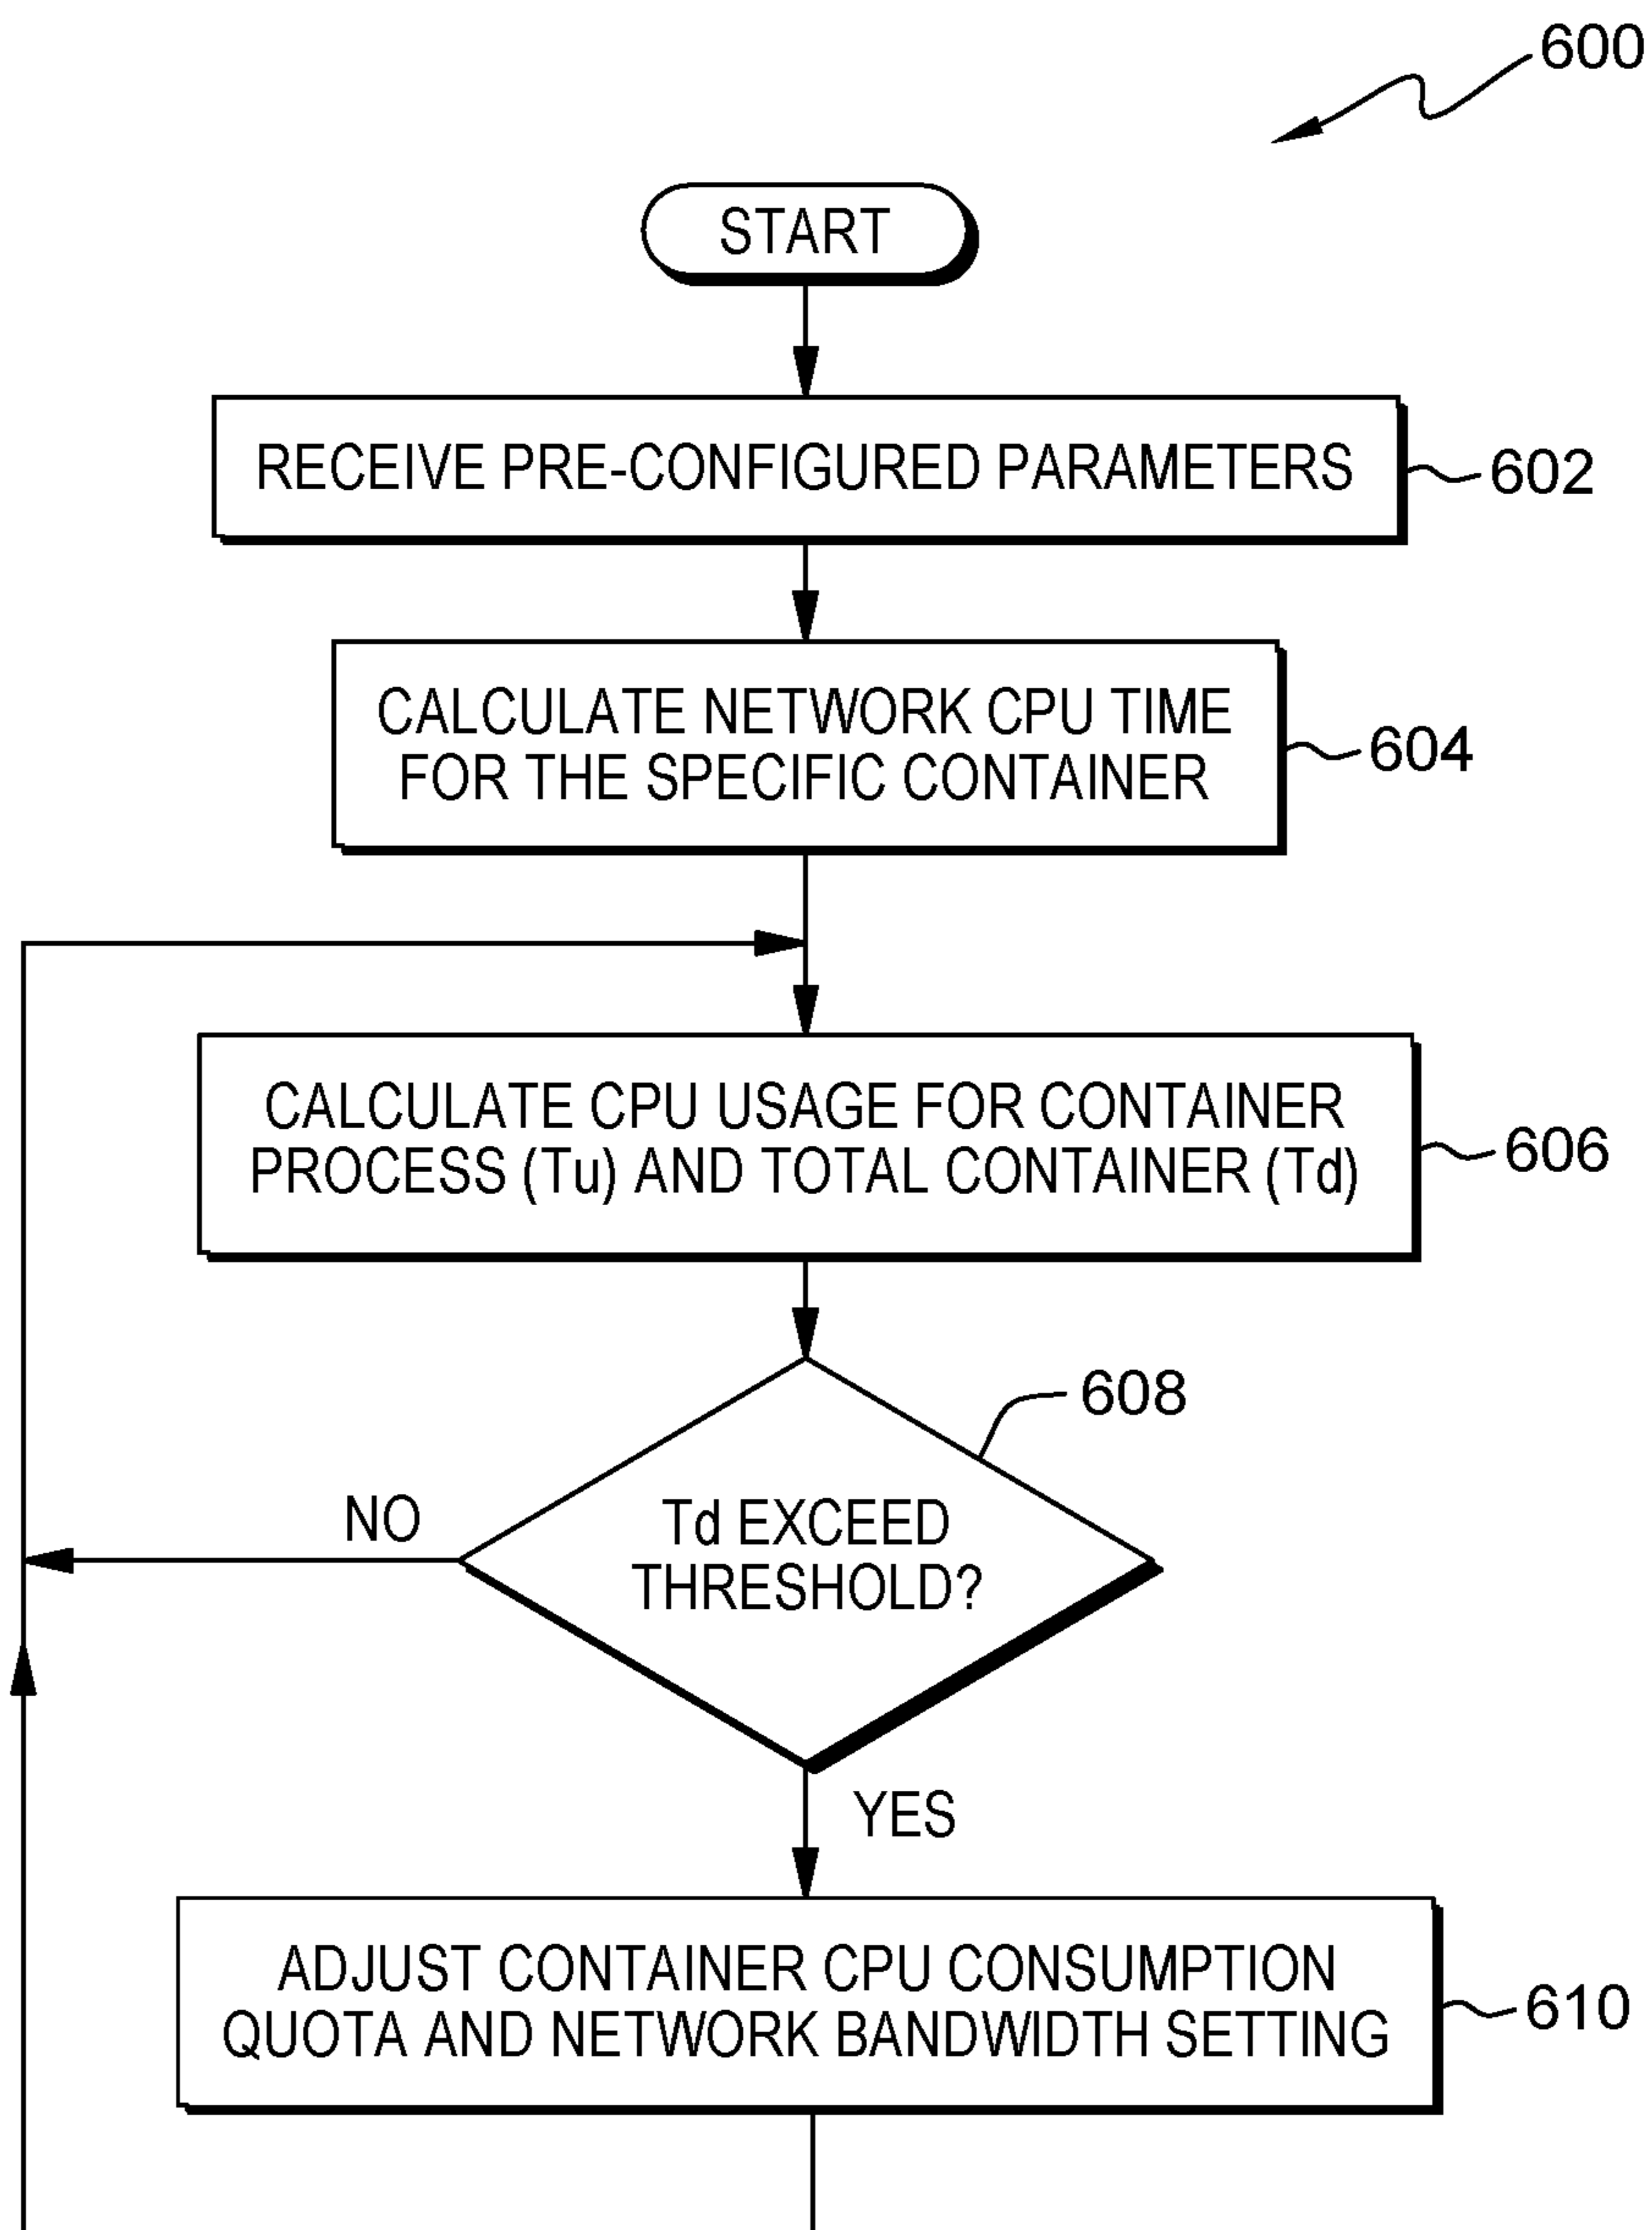 600
START
RECEIVE PRE-CONFIGURED PARAMETERS
602
CALCULATE NETWORK CPU TIME
FOR THE SPECIFIC CONTAINER
604
CALCULATE CPU USAGE FOR CONTAINER
PROCESS (Tu) AND TOTAL CONTAINER (Td)
606
608
Td EXCEED
THRESHOLD?
NO
YES
ADJUST CONTAINER CPU CONSUMPTION
QUOTA AND NETWORK BANDWIDTH SETTING
610